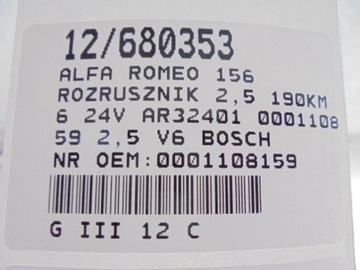 12/680353
ALFA ROMEO 156
ROZRUSZNIK 2,5 190KM
6 24V AR32401 0001108
59 2,5 V6 BOSCH
NR OEM:0001108159
G III 12 C